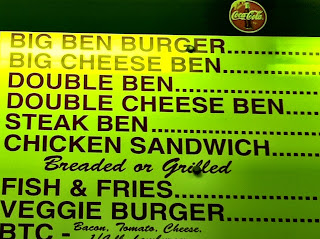 Coca-Cola
BIG BEN BURGER................
BIG CHEESE BEN................
DOUBLE BEN................
DOUBLE CHEESE BEN.....
STEAK BEN................
CHICKEN SANDWICH......
Breaded or Grilled
FISH & FRIES................
VEGGIE BURGER............
BTC - Bacon, Tomato, Cheese,